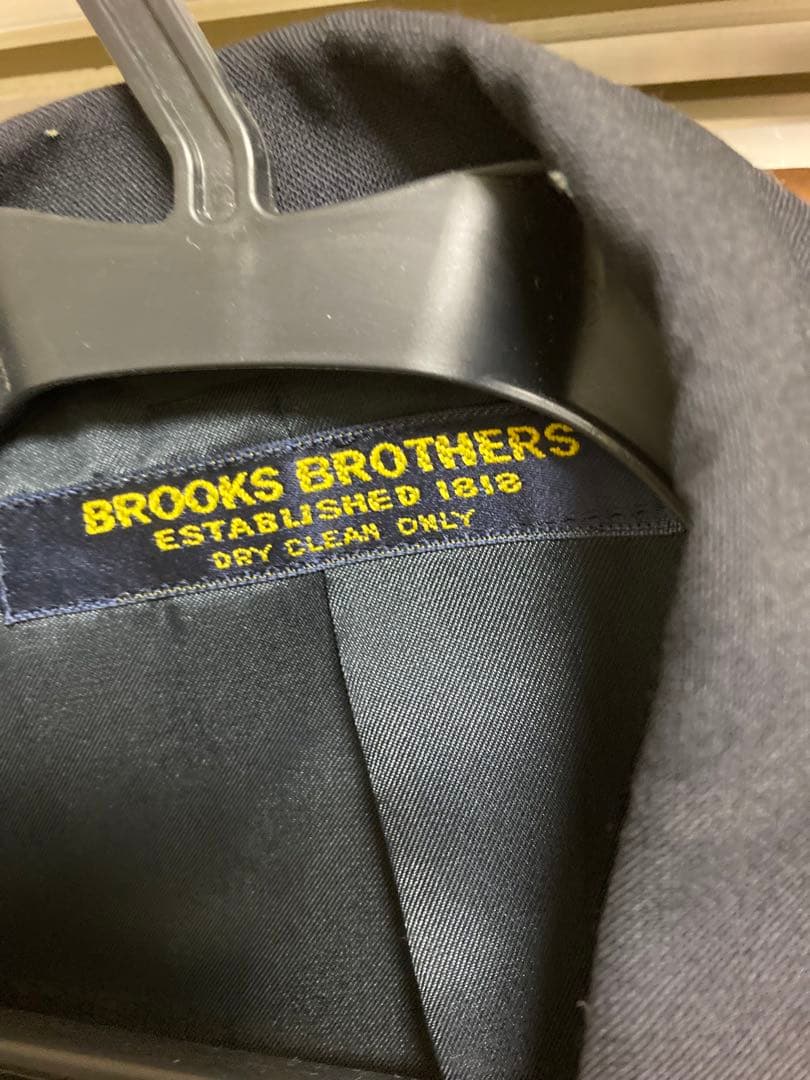 BROOKS BROTHERS
ESTABLISHED 1818
DRY CLEAN ONLY